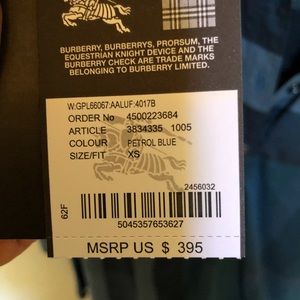 BURBERRY, BURBERRYS, PRORSUM, THE
EQUESTRIAN KNIGHT DEVICE AND THE
BURBERRY CHECK ARE TRADE MARKS
BELONGING TO BURBERRY LIMITED.
W:GPL66067:AALUF:4017B
ORDER No 4500223684
ARTICLE 3834335 1005
COLOUR PETROL BLUE
SIZE/FIT XS
2456032
62F
5045357653627
MSRP US $ 395